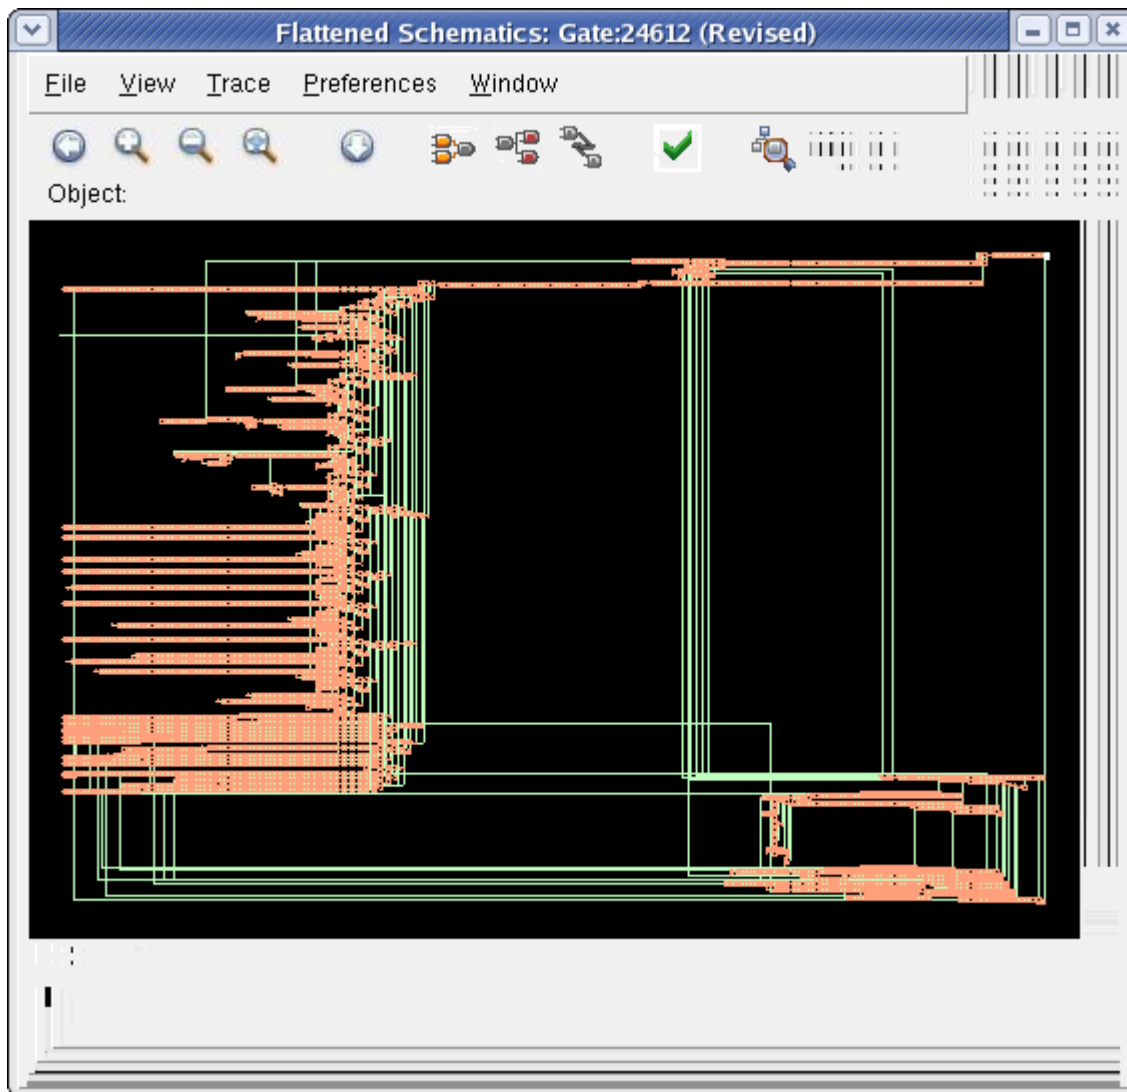 Flattened Schematics: Gate:24612 (Revised)
File View Trace Preferences Window
Object: